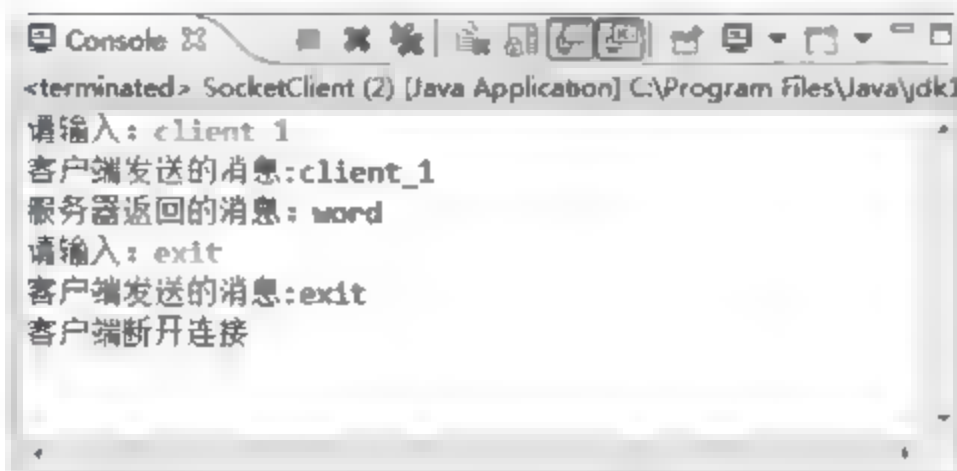 Console
<terminated> SocketClient (2) [Java Application] C:\Program Files\Java\jdk1
请输入：client_1
客户端发送的消息:client_1
服务器返回的消息：word
请输入：exit
客户端发送的消息:exit
客户端断开连接